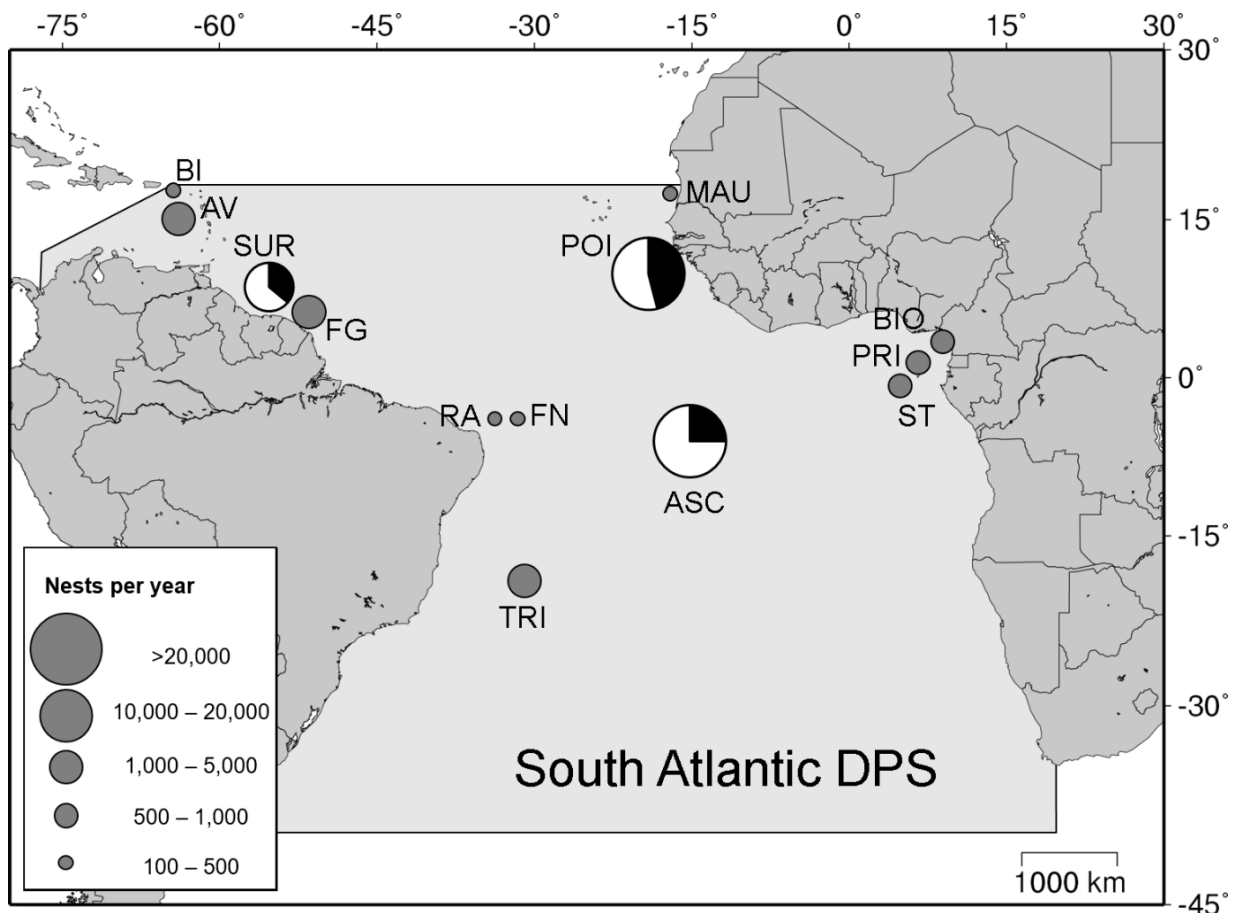 -75° -60° -45° -30° -15° 0° 15° 30°
30°
BI
MAU
AV
15°
SUR
POI
FG
BIO
PRI
0°
ST
RA FN
ASC
-15°
TRI
Nests per year
>20,000
10,000 – 20,000
1,000 – 5,000
500 – 1,000
100 – 500
-30°
South Atlantic DPS
1000 km
-45°